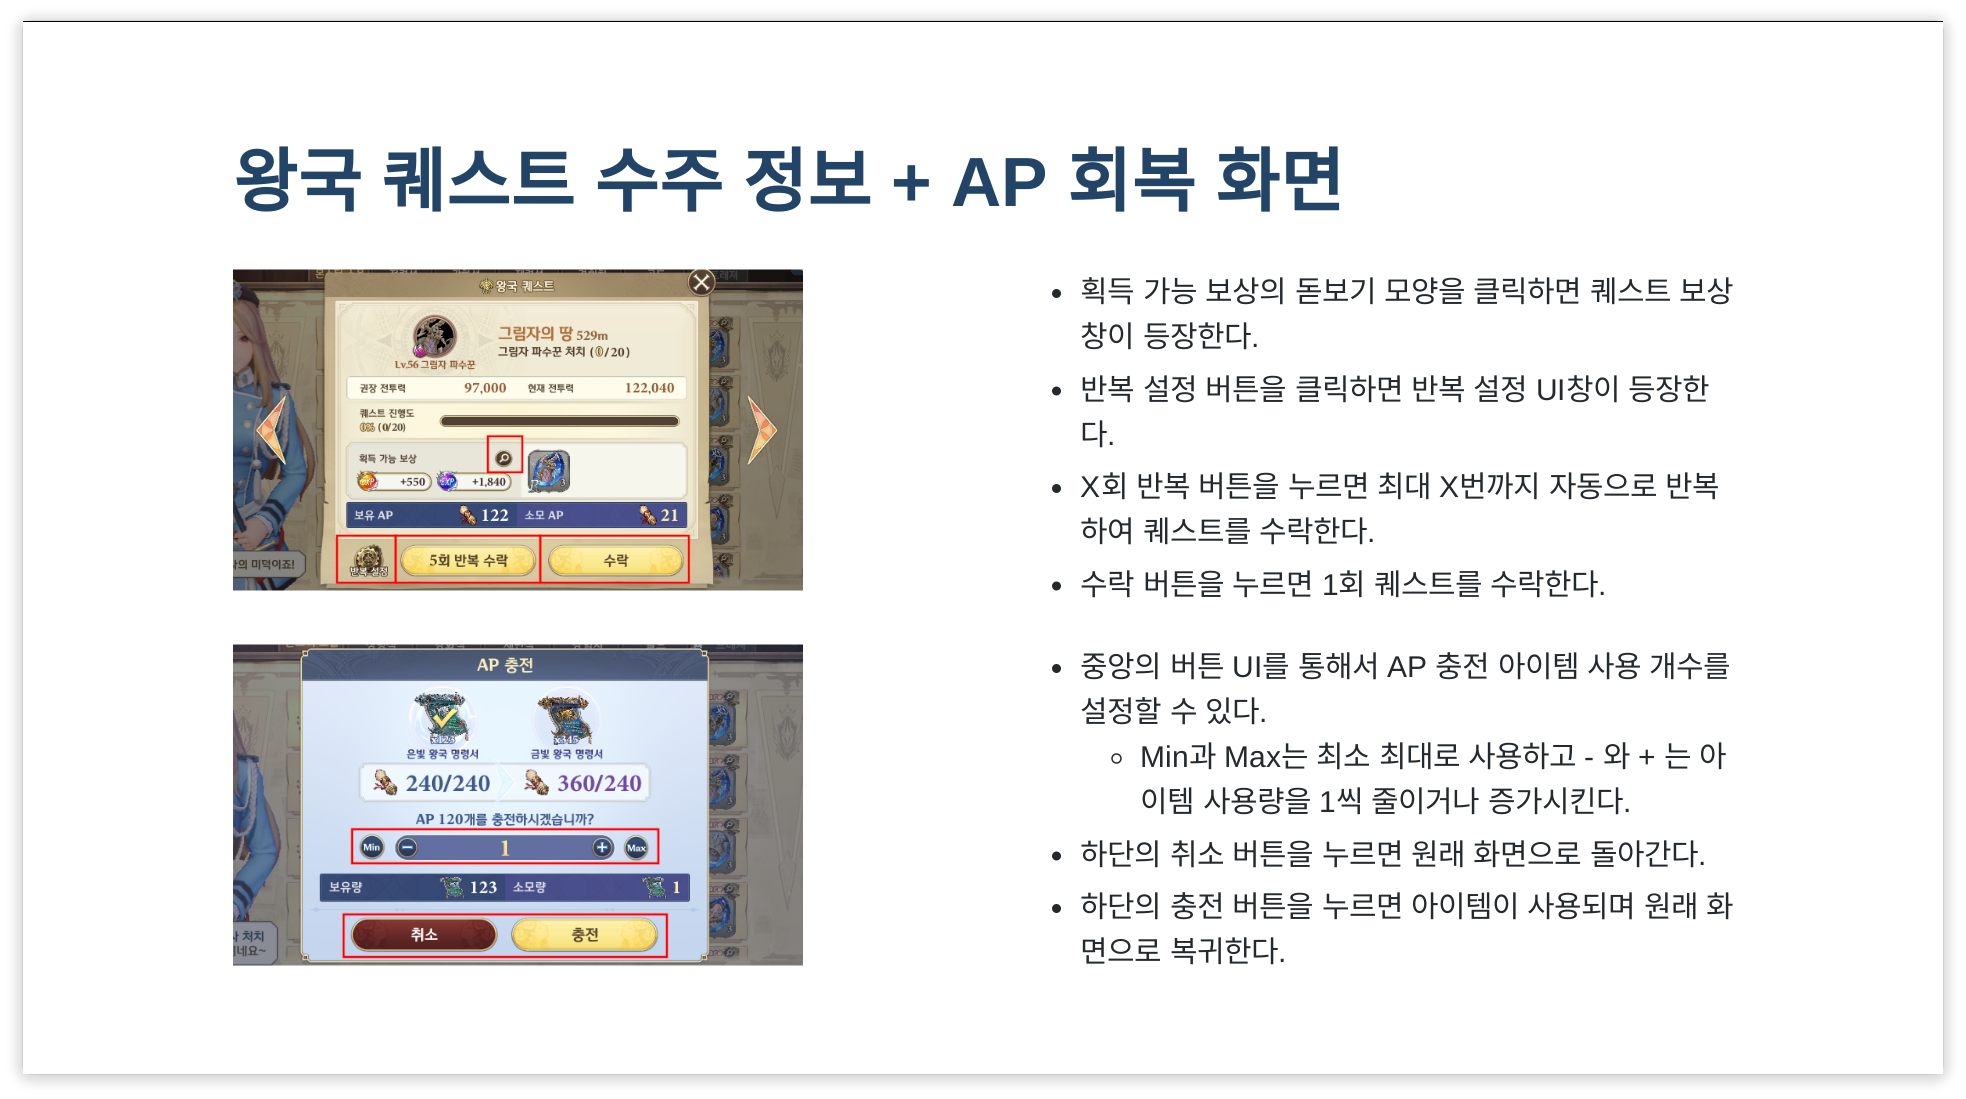 왕국 퀘스트 수주 정보 + AP 회복 화면
왕국 퀘스트
그림자의 땅 529m
그림자 파수꾼 처치 (0/20)
Lv.56 그림자 파수꾼
권장 전투력 97,000 현재 전투력 122,040
퀘스트 진행도
0% (0/20)
획득 가능 보상
+550 +1,840
3
보유 AP 122 소모 AP 21
반복 설정 5회 반복 수락 수락
의 미덕이죠!
획득 가능 보상의 돋보기 모양을 클릭하면 퀘스트 보상
창이 등장한다.
반복 설정 버튼을 클릭하면 반복 설정 UI창이 등장한
다.
X회 반복 버튼을 누르면 최대 X번까지 자동으로 반복
하여 퀘스트를 수락한다.
수락 버튼을 누르면 1회 퀘스트를 수락한다.
AP 충전
x123 x345
은빛 왕국 명령서 금빛 왕국 명령서
240/240 360/240
AP 120개를 충전하시겠습니까?
Min - 1 + Max
보유량 123 소모량 1
취소 충전
처치
네요~
중앙의 버튼 UI를 통해서 AP 충전 아이템 사용 개수를
설정할 수 있다.
Min과 Max는 최소 최대로 사용하고 - 와 + 는 아
이템 사용량을 1씩 줄이거나 증가시킨다.
하단의 취소 버튼을 누르면 원래 화면으로 돌아간다.
하단의 충전 버튼을 누르면 아이템이 사용되며 원래 화
면으로 복귀한다.